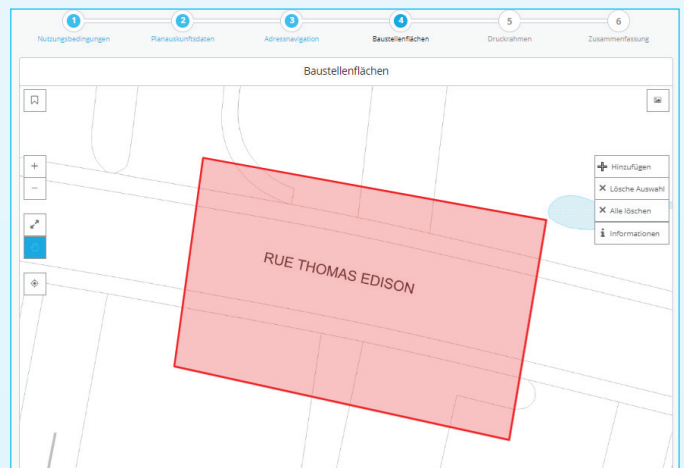 1 2 3 4 5 6
Nutzungsbedingungen Planauskunftsdaten Adressnavigation Baustellenflächen Druckrahmen Zusammenfassung
Baustellenflächen
+
−
Hinzufügen
Lösche Auswahl
Alle löschen
Informationen
RUE THOMAS EDISON